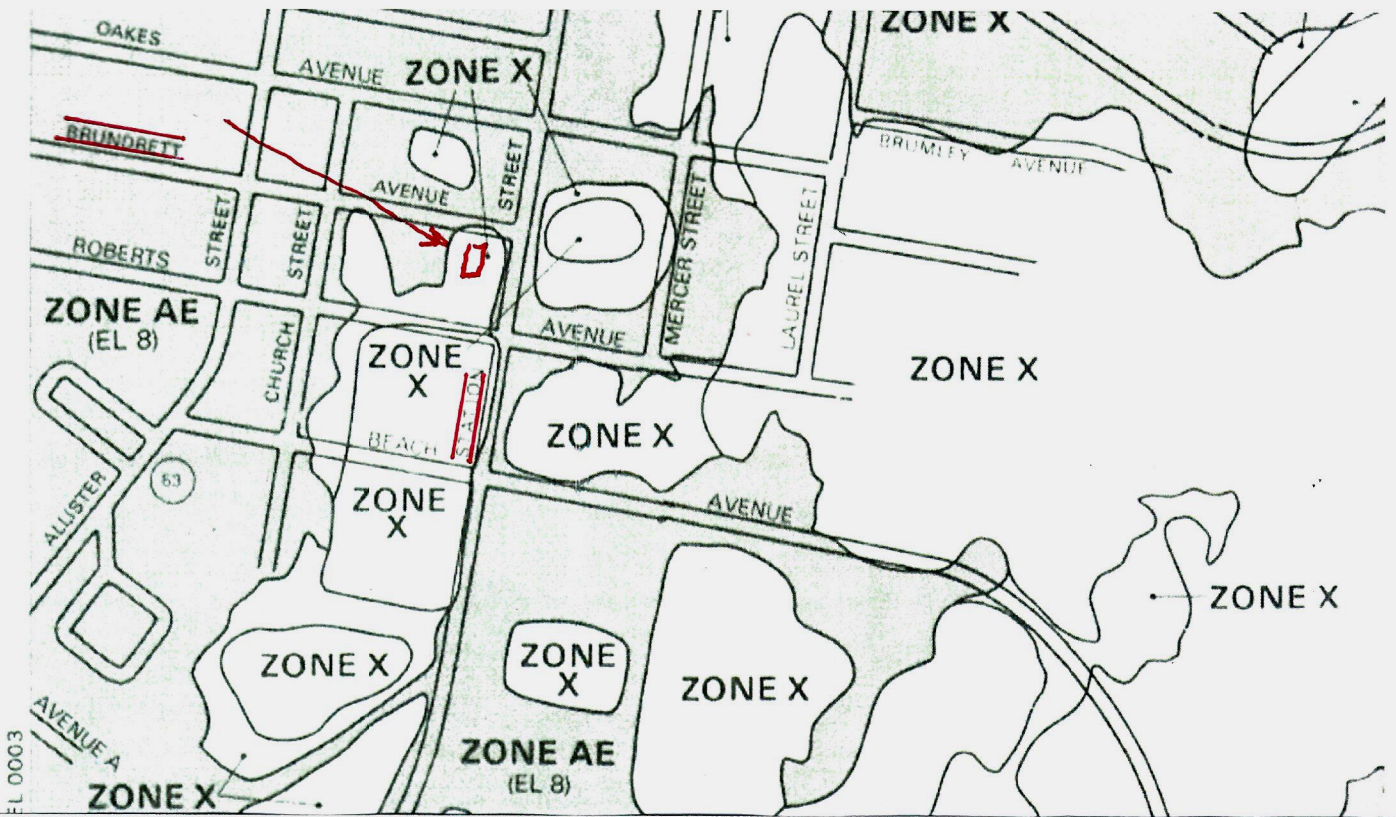 ZONE X
OAKES
AVENUE
ZONE X
BRUNDRETT
BRUMLEY AVENUE
STREET
AVENUE
MERCER STREET
LAUREL STREET
STREET
STREET
ROBERTS
ZONE AE
(EL 8)
AVENUE
CHURCH
ZONE
X
ZONE X
STATION
BEACH
ZONE X
63
ALLISTER
ZONE
X
AVENUE
ZONE X
ZONE X
ZONE
X
ZONE X
AVENUE A
ZONE AE
(EL 8)
EL 0003
ZONE X